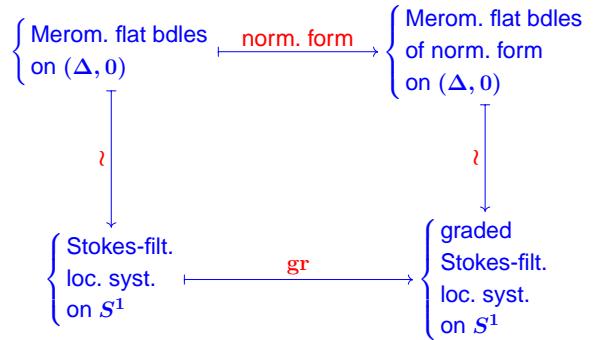 Merom. flat bdles
on (Δ, 0)
norm. form
Merom. flat bdles
of norm. form
on (Δ, 0)
≀
≀
Stokes-filt.
loc. syst.
on S¹
gr
graded
Stokes-filt.
loc. syst.
on S¹